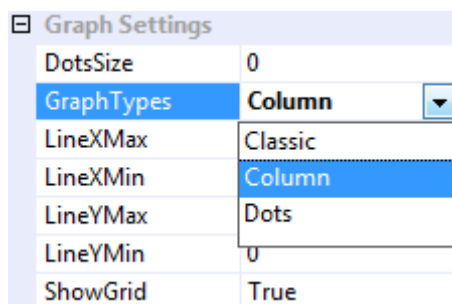 Graph Settings
DotsSize 0
GraphTypes Column
LineXMax Classic
LineXMin Column
LineYMax Dots
LineYMin 0
ShowGrid True